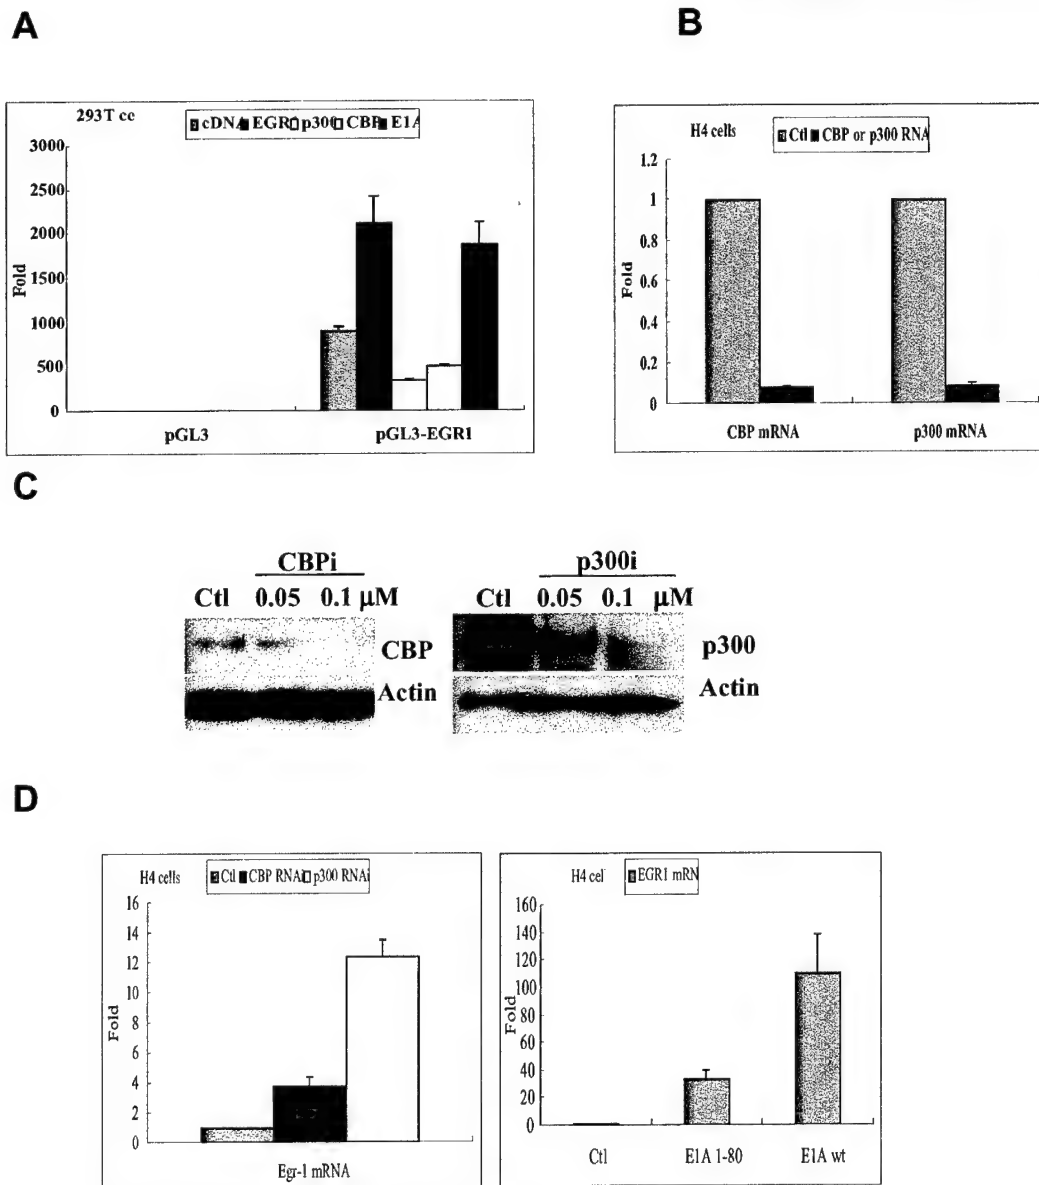 A
B
293T cc
cDNA EGR p300 CBP E1A
3000
2500
2000
1500
1000
500
0
Fold
pGL3 pGL3-EGR1
H4 cells
Ctl CBP or p300 RNA
1.2
1
0.8
0.6
0.4
0.2
0
Fold
CBP mRNA p300 mRNA
C
CBPi
Ctl 0.05 0.1 µM
CBP
Actin
p300i
Ctl 0.05 0.1 µM
p300
Actin
D
H4 cells
Ctl CBP RNAi p300 RNAi
14
12
10
8
6
4
2
0
Fold
Egr-1 mRNA
H4 cel
EGR1 mRN
160
140
120
100
80
60
40
20
0
Fold
Ctl E1A 1-80 E1A wt